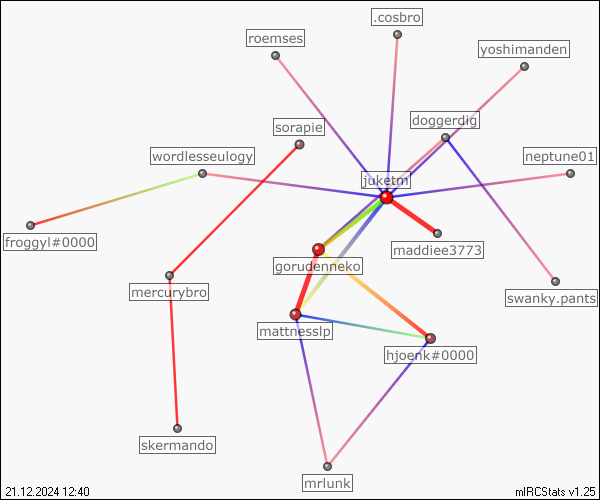 .cosbro
roemses
yoshimanden
doggerdig
sorapie
wordlesseulogy
neptune01
juketm
froggyl#0000
maddiee3773
gorudenneko
mercurybro
swanky.pants
mattnesslp
hjoenk#0000
skermando
mrlunk
21.12.2024 12:40
mIRCStats v1.25